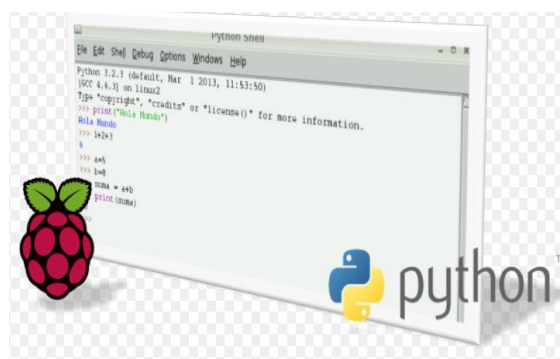 Python Shell
File Edit Shell Debug Options Windows Help
Python 3.2.3 (default, Mar 1 2013, 11:53:50)
[GCC 4.6.3] on linux2
Type "copyright", "credits" or "license()" for more information.
>>> print("Hola Mundo")
Hola Mundo
>>> 1+2+3
6
>>> a=5
>>> b=8
suma = a+b
print(suma)
>>>
python™